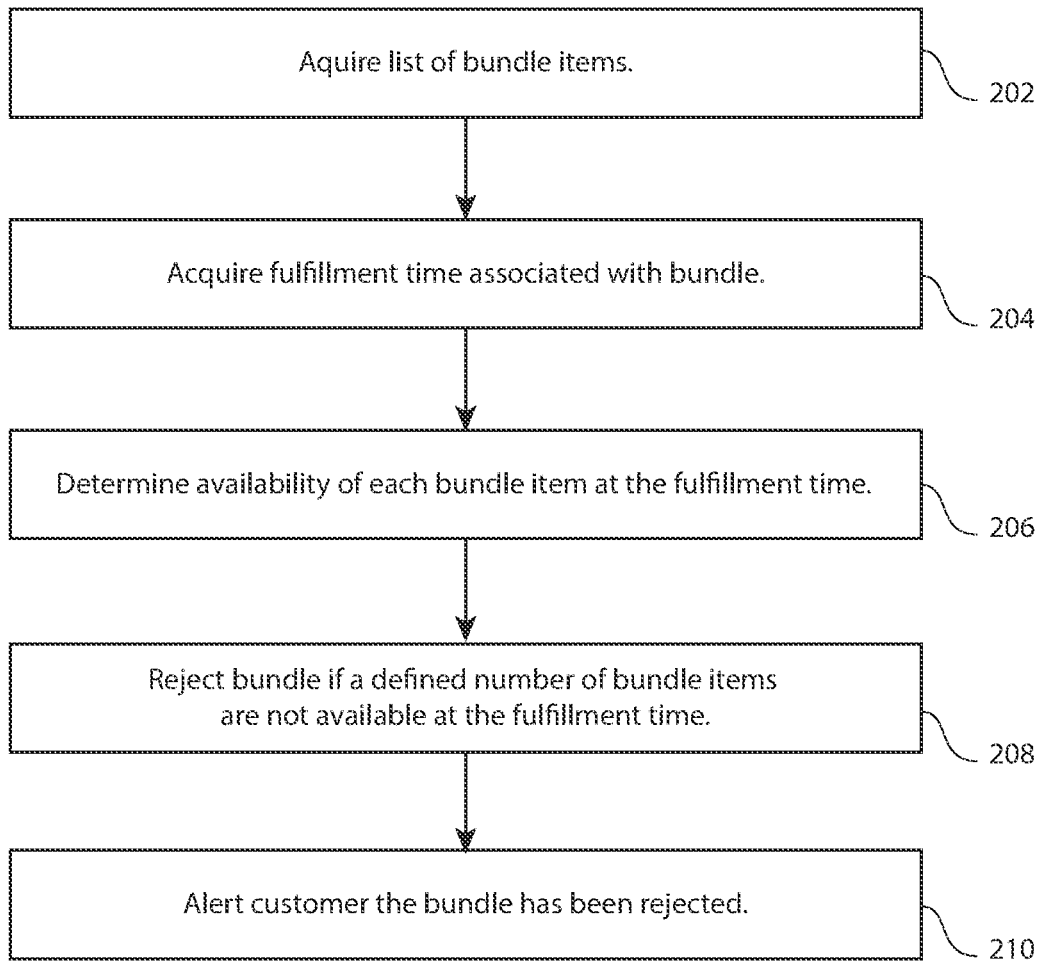 Aquire list of bundle items.
202
Acquire fulfillment time associated with bundle.
204
Determine availability of each bundle item at the fulfillment time.
206
Reject bundle if a defined number of bundle items
are not available at the fulfillment time.
208
Alert customer the bundle has been rejected.
210